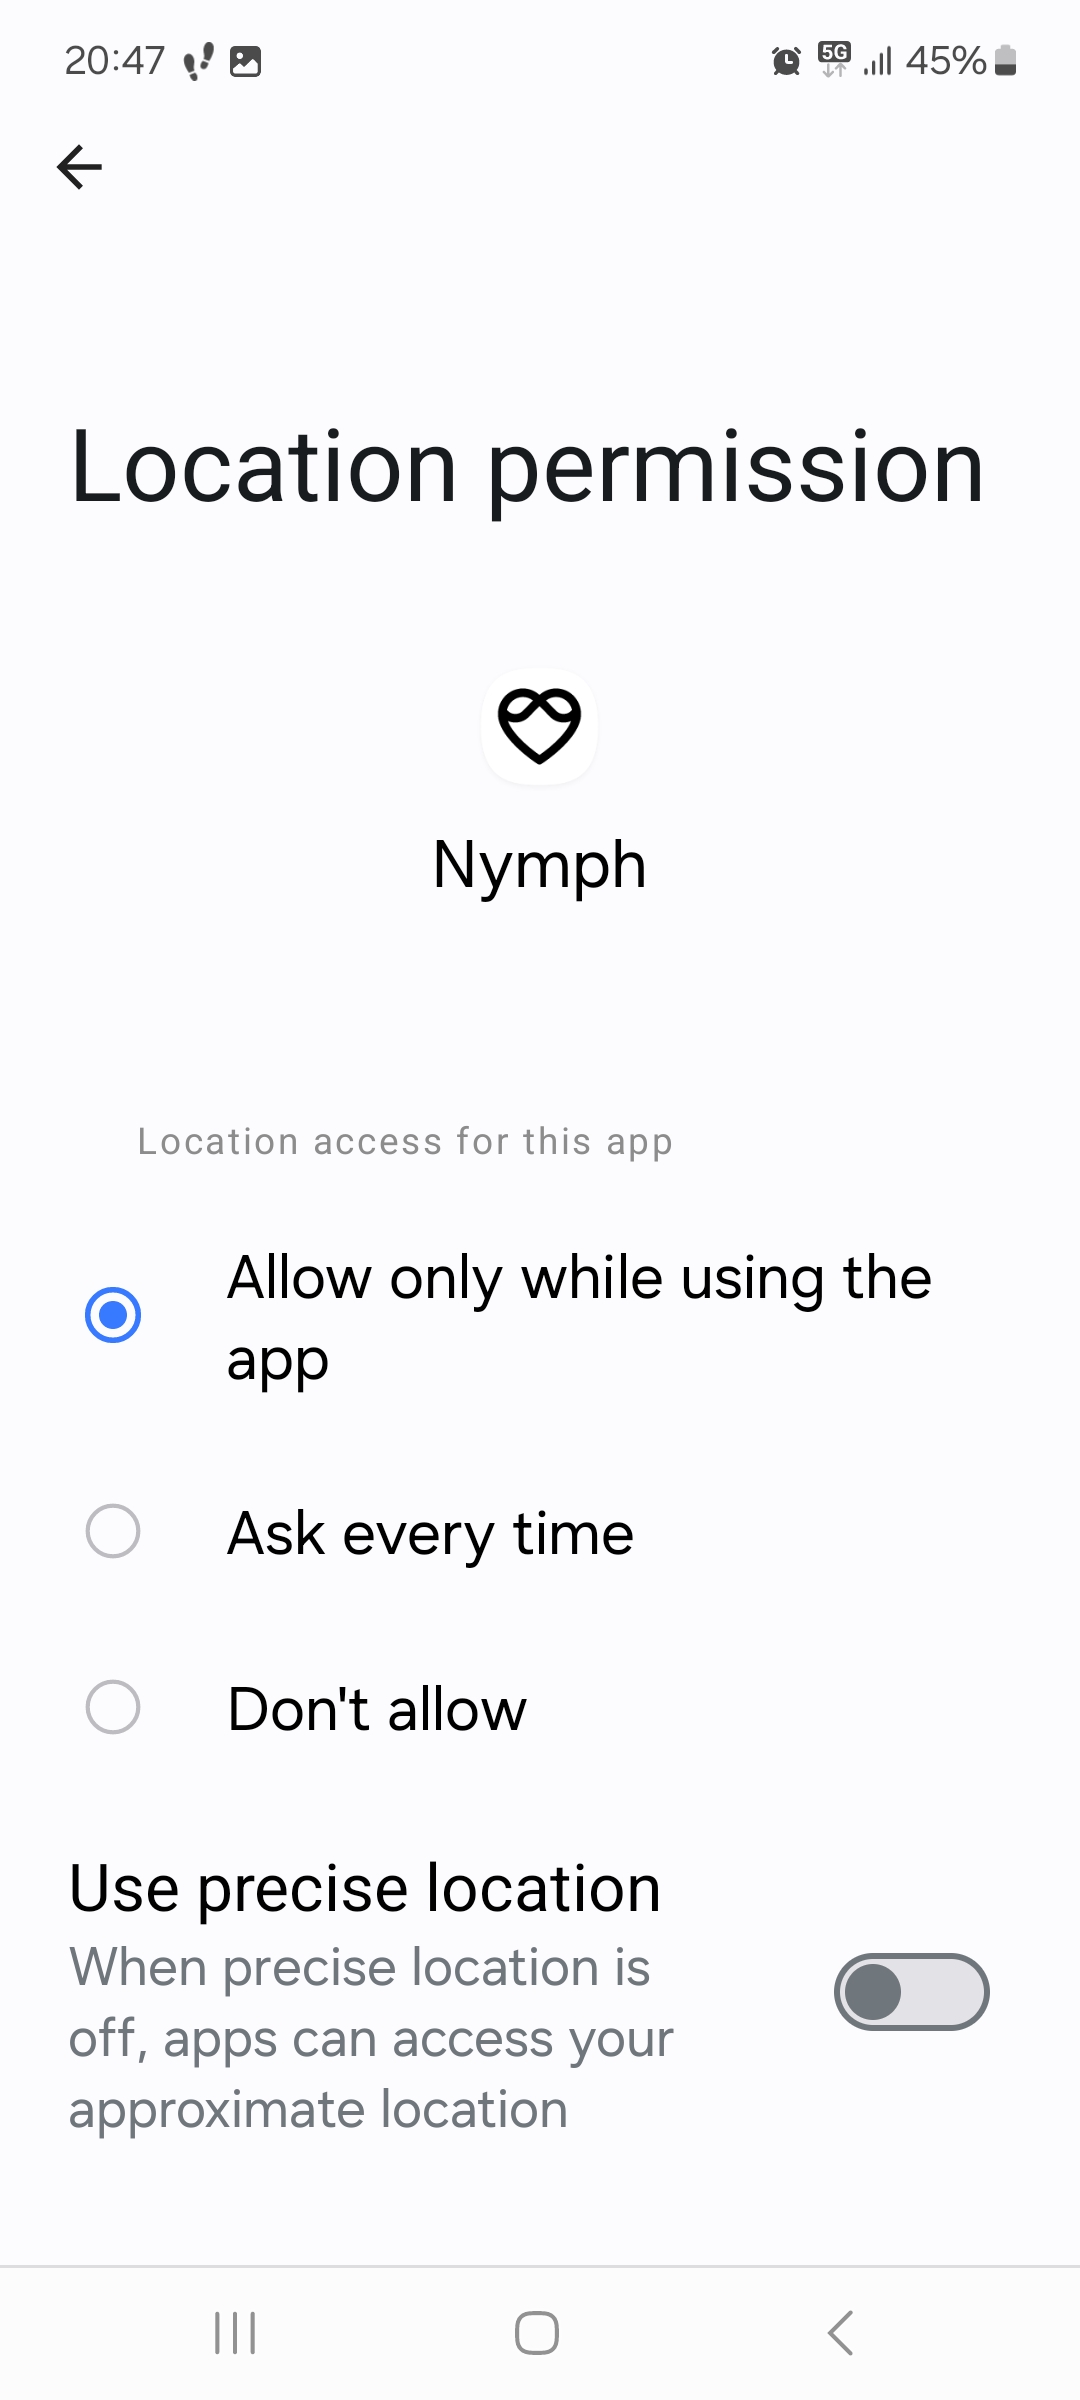 20:47
5G
45%
Location permission
Nymph
Location access for this app
Allow only while using the
app
Ask every time
Don't allow
Use precise location
When precise location is
off, apps can access your
approximate location